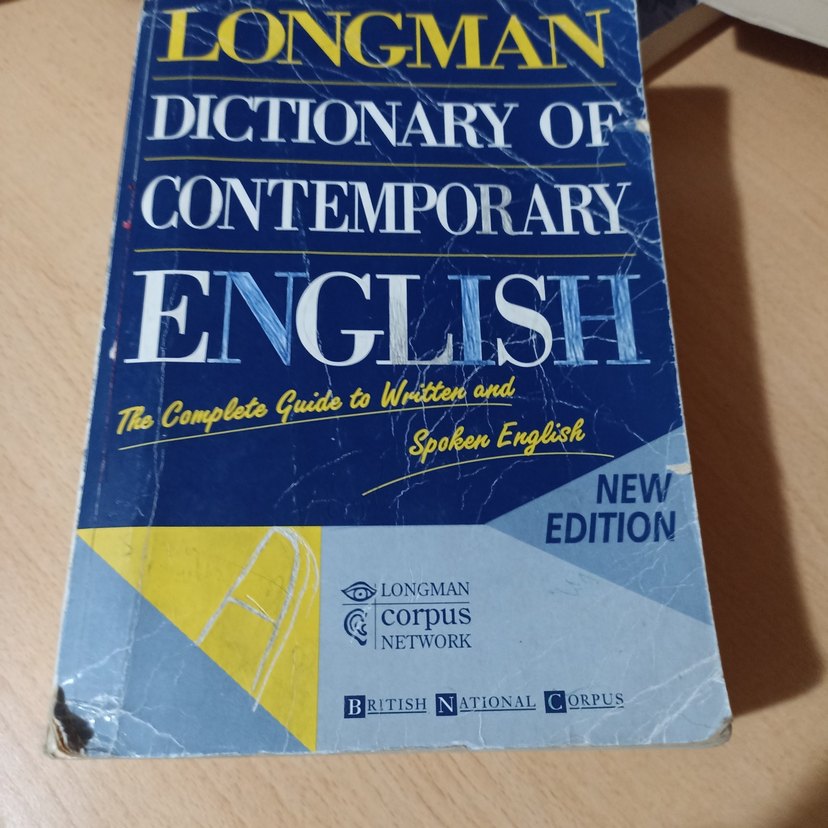 LONGMAN
DICTIONARY OF
CONTEMPORARY
ENGLISH
The Complete Guide to Written and
Spoken English
NEW
EDITION
LONGMAN
corpus
NETWORK
BRITISH NATIONAL CORPUS